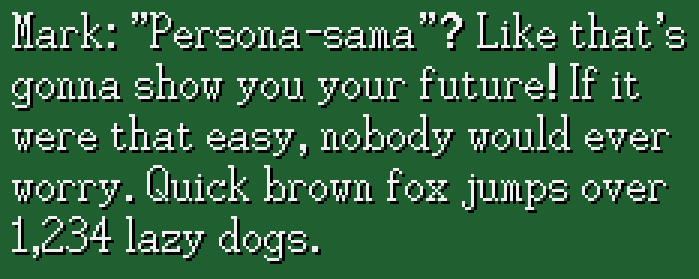 Mark: "Persona-sama"? Like that's
gonna show you your future! If it
were that easy, nobody would ever
worry. Quick brown fox jumps over
1,234 lazy dogs.